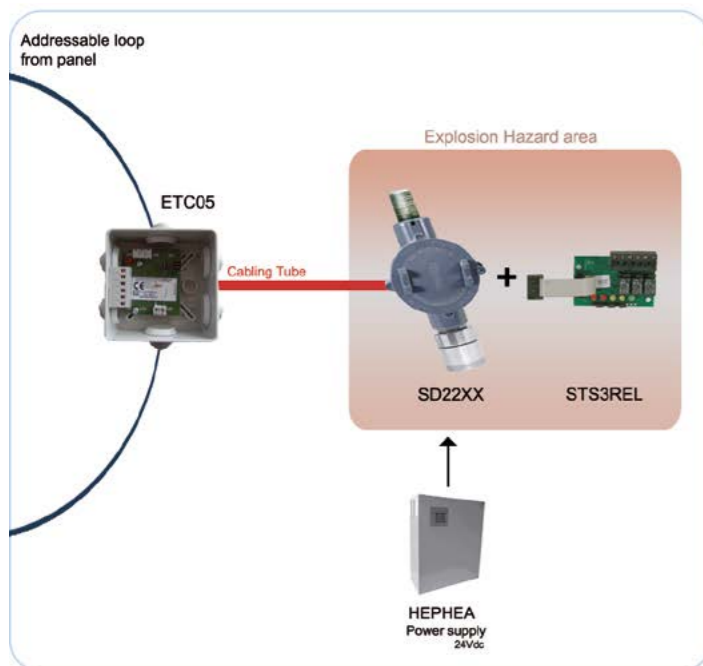 Addressable loop
from panel
Explosion Hazard area
ETC05
Cabling Tube
+
SD22XX
STS3REL
HEPHEA
Power supply
24Vdc